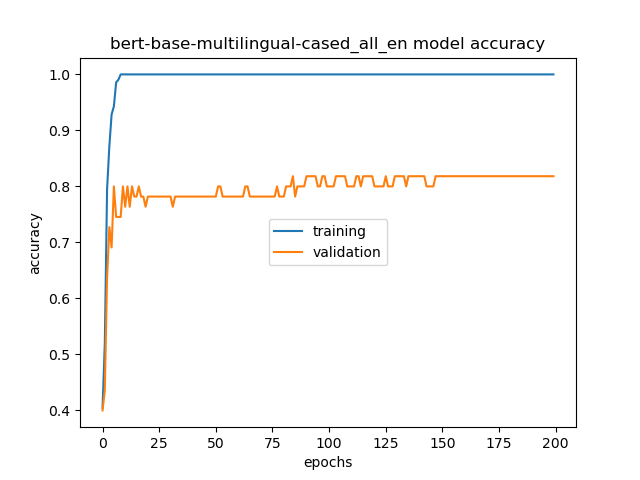 bert-base-multilingual-cased_all_en model accuracy
1.0
0.9
0.8
0.7
0.6
0.5
0.4
accuracy
training
validation
0 25 50 75 100 125 150 175 200
epochs